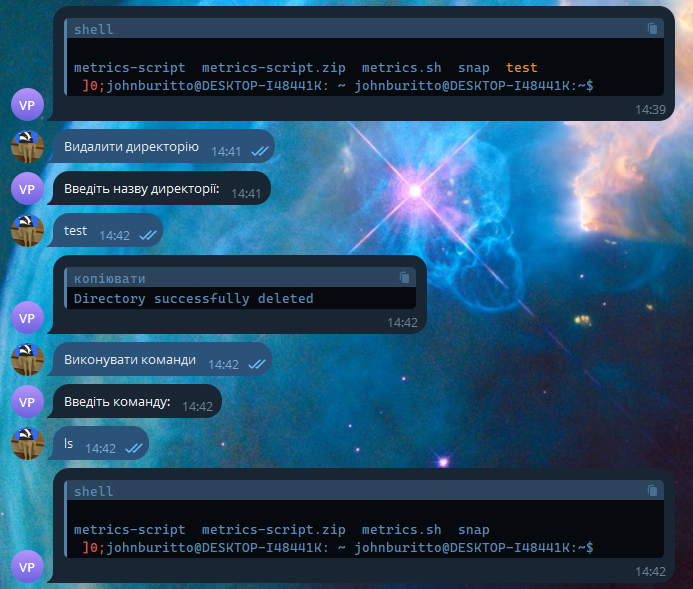 shell
metrics-script metrics-script.zip metrics.sh snap test
]0;johnburitto@DESKTOP-I48441K: ~ johnburitto@DESKTOP-I48441K:~$
VP
14:39
Видалити директорію 14:41
VP
Введіть назву директорії: 14:41
test 14:42
копіювати
Directory successfully deleted
VP
14:42
Виконувати команди 14:42
VP
Введіть команду: 14:42
ls 14:42
shell
metrics-script metrics-script.zip metrics.sh snap
]0;johnburitto@DESKTOP-I48441K: ~ johnburitto@DESKTOP-I48441K:~$
VP
14:42